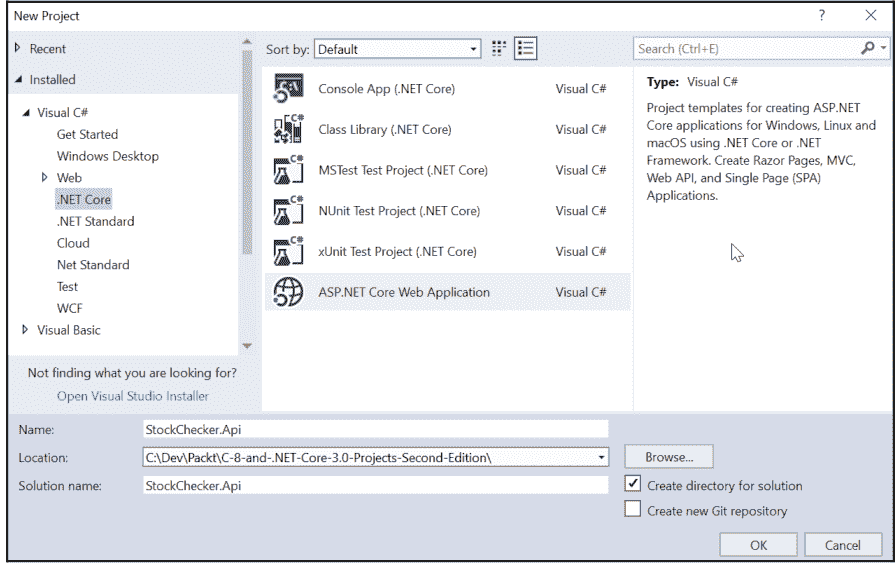 New Project
?
Recent
Sort by: Default
Search (Ctrl+E)
Installed
Visual C#
Get Started
Windows Desktop
Web
.NET Core
.NET Standard
Cloud
Net Standard
Test
WCF
Visual Basic
Not finding what you are looking for?
Open Visual Studio Installer
Console App (.NET Core) Visual C#
Class Library (.NET Core) Visual C#
MSTest Test Project (.NET Core) Visual C#
NUnit Test Project (.NET Core) Visual C#
xUnit Test Project (.NET Core) Visual C#
ASP.NET Core Web Application Visual C#
Type: Visual C#
Project templates for creating ASP.NET
Core applications for Windows, Linux and
macOS using .NET Core or .NET
Framework. Create Razor Pages, MVC,
Web API, and Single Page (SPA)
Applications.
Name: StockChecker.Api
Location: C:\Dev\Packt\C-8-and-.NET-Core-3.0-Projects-Second-Edition\
Browse...
Solution name: StockChecker.Api
Create directory for solution
Create new Git repository
OK
Cancel